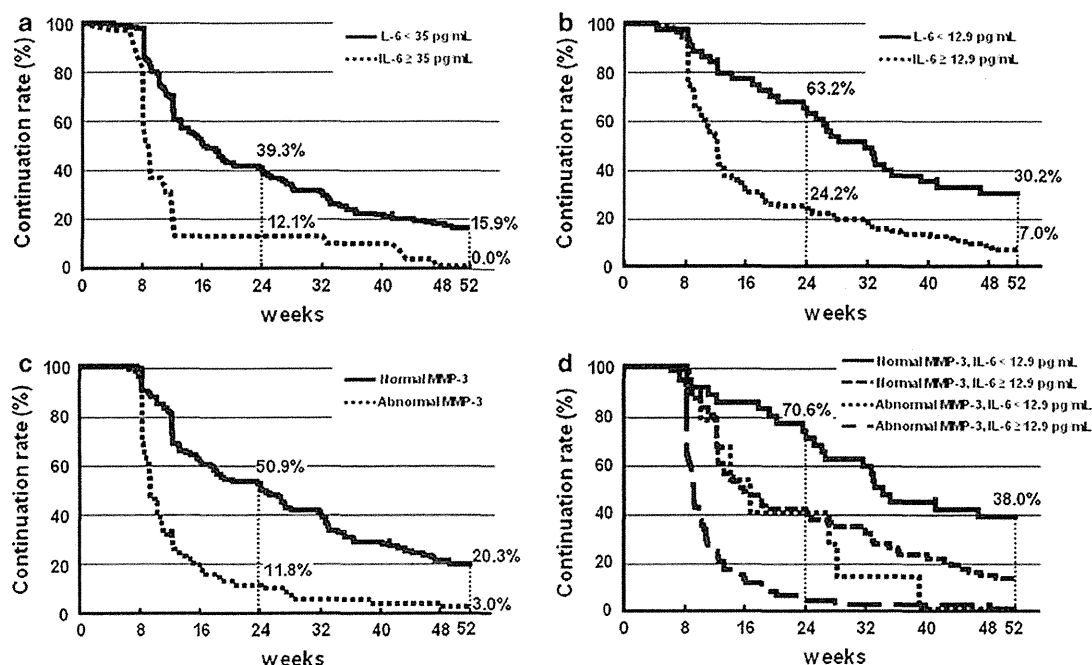 a
L-6 < 35 pg mL
IL-6 ≥ 35 pg mL
Continuation rate (%)
100
80
60
40
20
0
39.3%
12.1%
15.9%
0.0%
0 8 16 24 32 40 48 52
weeks
b
L-6 < 12.9 pg mL
IL-6 ≥ 12.9 pg mL
Continuation rate (%)
100
80
60
40
20
0
63.2%
24.2%
30.2%
7.0%
0 8 16 24 32 40 48 52
weeks
c
Normal MMP-3
Abnormal MMP-3
Continuation rate (%)
100
80
60
40
20
0
50.9%
11.8%
20.3%
3.0%
0 8 16 24 32 40 48 52
weeks
d
Normal MMP-3, IL-6 < 12.9 pg mL
Normal MMP-3, IL-6 ≥ 12.9 pg mL
Abnormal MMP-3, IL-6 < 12.9 pg mL
Abnormal MMP-3, IL-6 ≥ 12.9 pg mL
Continuation rate (%)
100
80
60
40
20
0
70.6%
38.0%
0 8 16 24 32 40 48 52
weeks